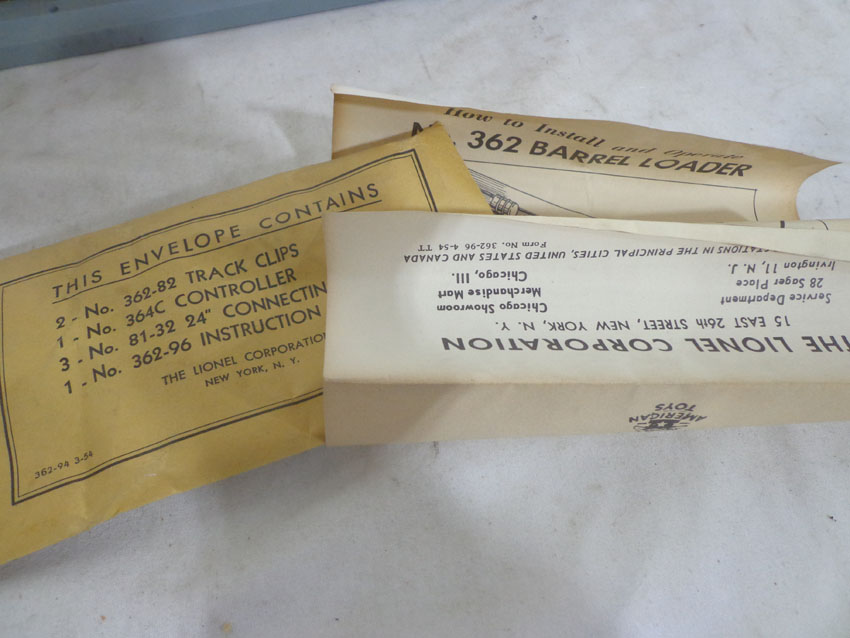 THIS ENVELOPE CONTAINS
2 - No. 362-82 TRACK CLIPS
1 - No. 364C CONTROLLER
3 - No. 81-32 24" CONNECTIN
1 - No. 362-96 INSTRUCTION
THE LIONEL CORPORATION
NEW YORK, N. Y.
362-94 3-54
How to Install and Operate
No. 362 BARREL LOADER
THE LIONEL CORPORATION
15 EAST 26th STREET, NEW YORK, N. Y.
Service Department
28 Sager Place
Irvington 11, N. J.
Chicago Showroom
Merchandise Mart
Chicago, Ill.
STATIONS IN THE PRINCIPAL CITIES, UNITED STATES AND CANADA
Form No. 362-96 4-54 TT
AMERICAN
TOYS